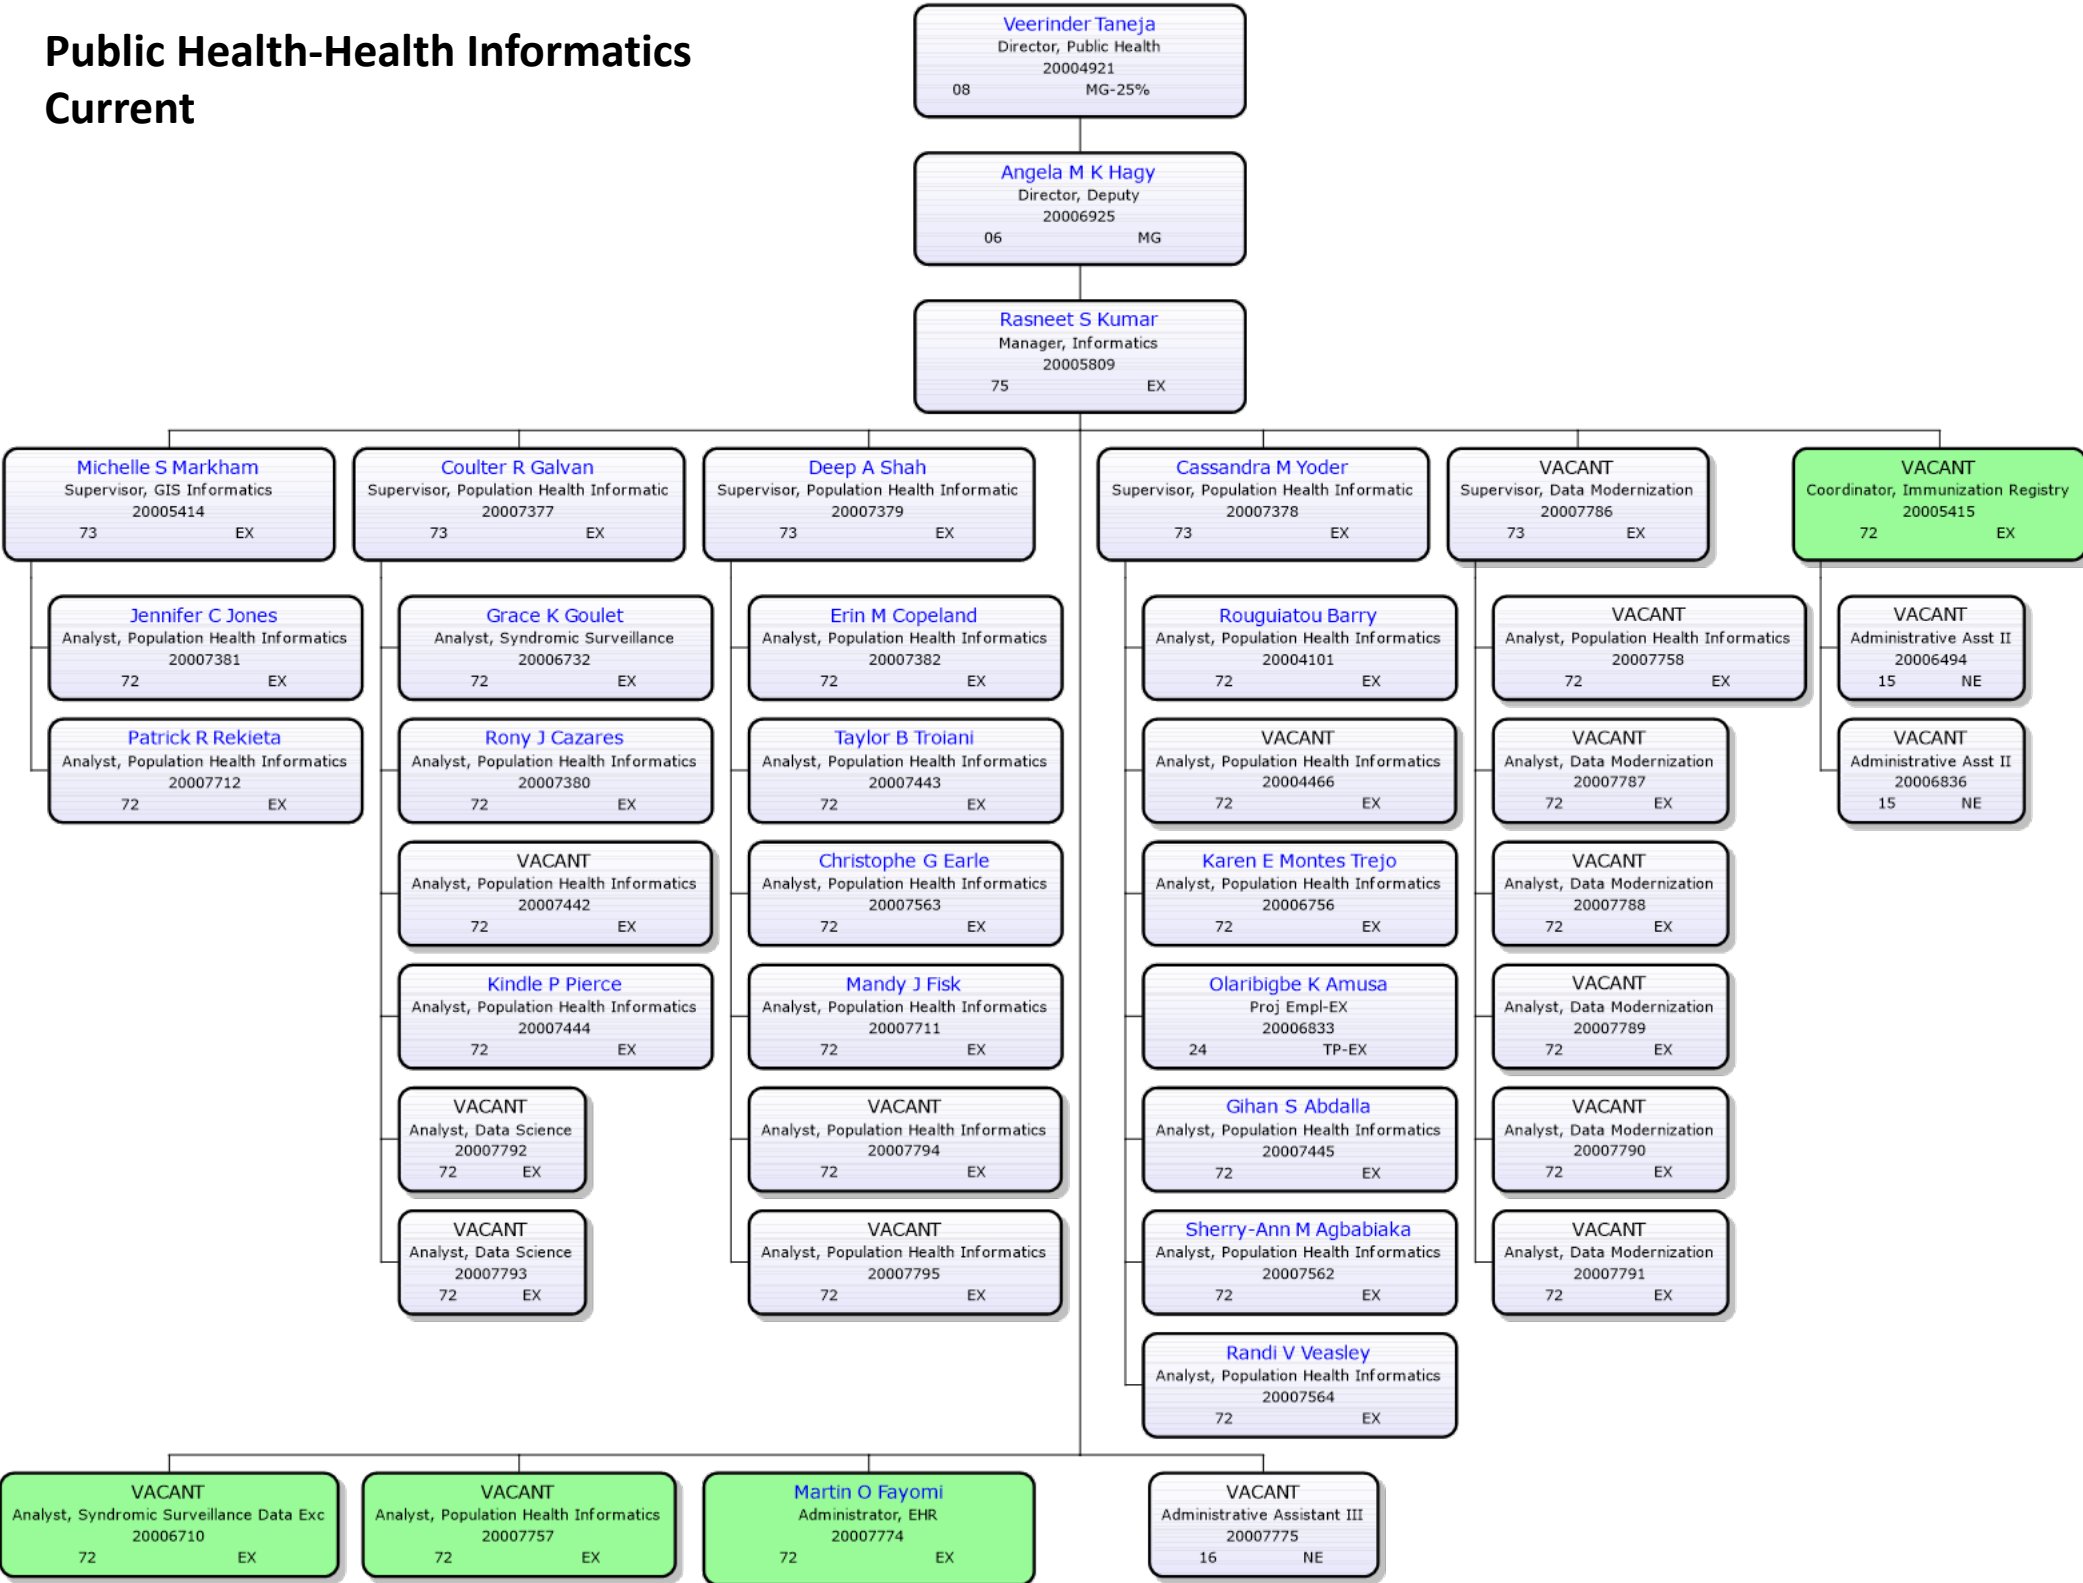 Public Health-Health Informatics
Current
Veerinder Taneja
Director, Public Health
20004921
08 MG-25%
Angela M K Hagy
Director, Deputy
20006925
06 MG
Rasneet S Kumar
Manager, Informatics
20005809
75 EX
Michelle S Markham
Supervisor, GIS Informatics
20005414
73 EX
Jennifer C Jones
Analyst, Population Health Informatics
20007381
72 EX
Patrick R Rekieta
Analyst, Population Health Informatics
20007712
72 EX
Coulter R Galvan
Supervisor, Population Health Informatic
20007377
73 EX
Grace K Goulet
Analyst, Syndromic Surveillance
20006732
72 EX
Rony J Cazares
Analyst, Population Health Informatics
20007380
72 EX
VACANT
Analyst, Population Health Informatics
20007442
72 EX
Kindle P Pierce
Analyst, Population Health Informatics
20007444
72 EX
VACANT
Analyst, Data Science
20007792
72 EX
VACANT
Analyst, Data Science
20007793
72 EX
Deep A Shah
Supervisor, Population Health Informatic
20007379
73 EX
Erin M Copeland
Analyst, Population Health Informatics
20007382
72 EX
Taylor B Troiani
Analyst, Population Health Informatics
20007443
72 EX
Christophe G Earle
Analyst, Population Health Informatics
20007563
72 EX
Mandy J Fisk
Analyst, Population Health Informatics
20007711
72 EX
VACANT
Analyst, Population Health Informatics
20007794
72 EX
VACANT
Analyst, Population Health Informatics
20007795
72 EX
Cassandra M Yoder
Supervisor, Population Health Informatic
20007378
73 EX
Rouguiatou Barry
Analyst, Population Health Informatics
20004101
72 EX
VACANT
Analyst, Population Health Informatics
20004466
72 EX
Karen E Montes Trejo
Analyst, Population Health Informatics
20006756
72 EX
Olaribigbe K Amusa
Proj Empl-EX
20006833
24 TP-EX
Gihan S Abdalla
Analyst, Population Health Informatics
20007445
72 EX
Sherry-Ann M Agbabiaka
Analyst, Population Health Informatics
20007562
72 EX
Randi V Veasley
Analyst, Population Health Informatics
20007564
72 EX
VACANT
Supervisor, Data Modernization
20007786
73 EX
VACANT
Analyst, Population Health Informatics
20007758
72 EX
VACANT
Analyst, Data Modernization
20007787
72 EX
VACANT
Analyst, Data Modernization
20007788
72 EX
VACANT
Analyst, Data Modernization
20007789
72 EX
VACANT
Analyst, Data Modernization
20007790
72 EX
VACANT
Analyst, Data Modernization
20007791
72 EX
VACANT
Coordinator, Immunization Registry
20005415
72 EX
VACANT
Administrative Asst II
20006494
15 NE
VACANT
Administrative Asst II
20006836
15 NE
VACANT
Analyst, Syndromic Surveillance Data Exc
20006710
72 EX
VACANT
Analyst, Population Health Informatics
20007757
72 EX
Martin O Fayomi
Administrator, EHR
20007774
72 EX
VACANT
Administrative Assistant III
20007775
16 NE